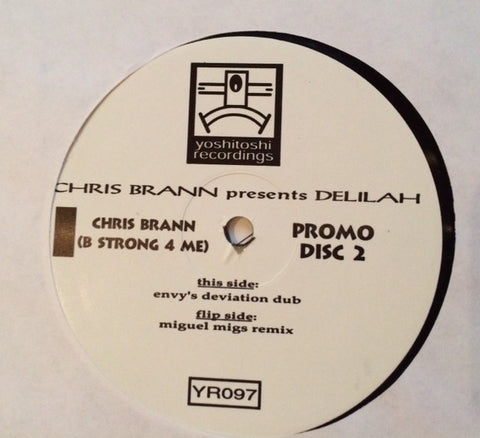 yoshitoshi
recordings
CHRIS BRANN presents DELILAH
CHRIS BRANN
(B STRONG 4 ME)
PROMO
DISC 2
this side:
envy's deviation dub
flip side:
miguel migs remix
YR097